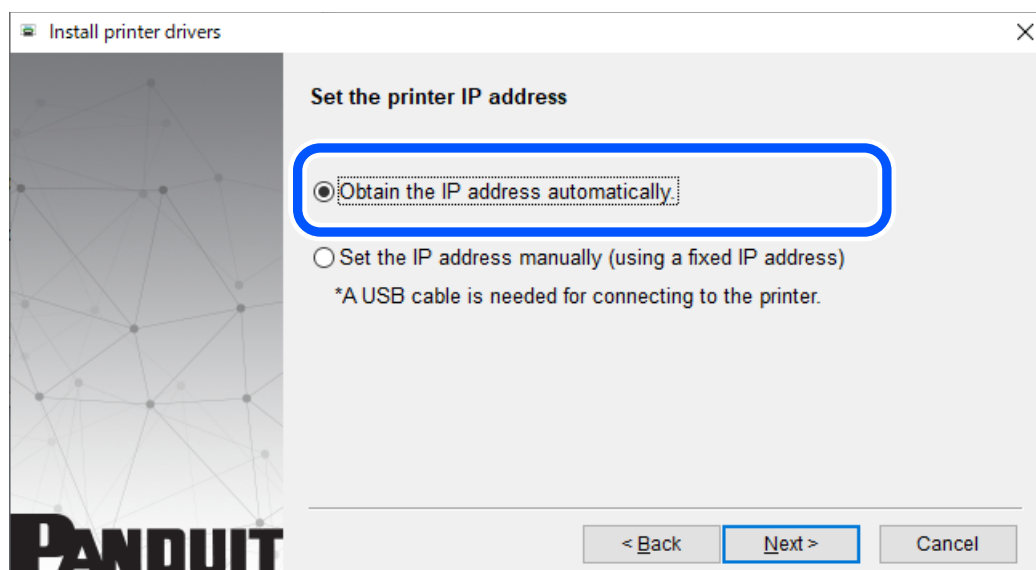 Install printer drivers
Set the printer IP address
Obtain the IP address automatically.
Set the IP address manually (using a fixed IP address)
*A USB cable is needed for connecting to the printer.
PANDUIT
< Back
Next >
Cancel